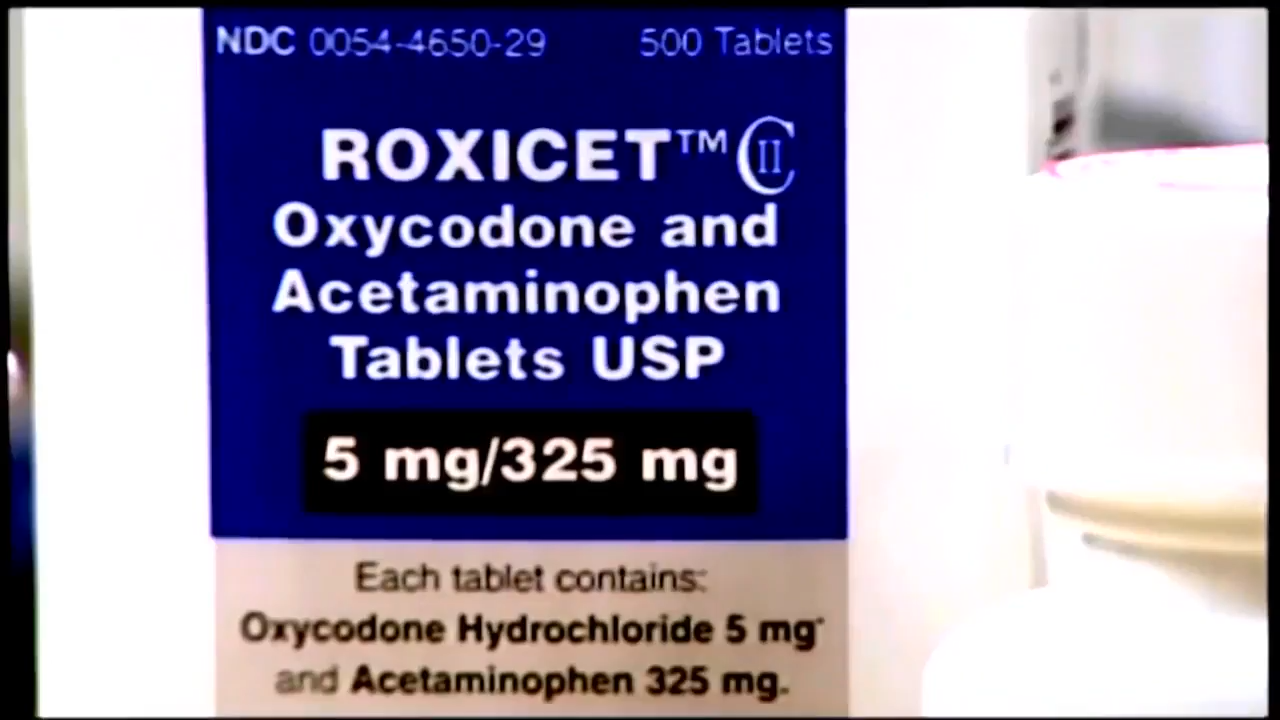 NDC 0054-4650-29 500 Tablets
ROXICET™ CII
Oxycodone and
Acetaminophen
Tablets USP
5 mg/325 mg
Each tablet contains:
Oxycodone Hydrochloride 5 mg*
and Acetaminophen 325 mg.